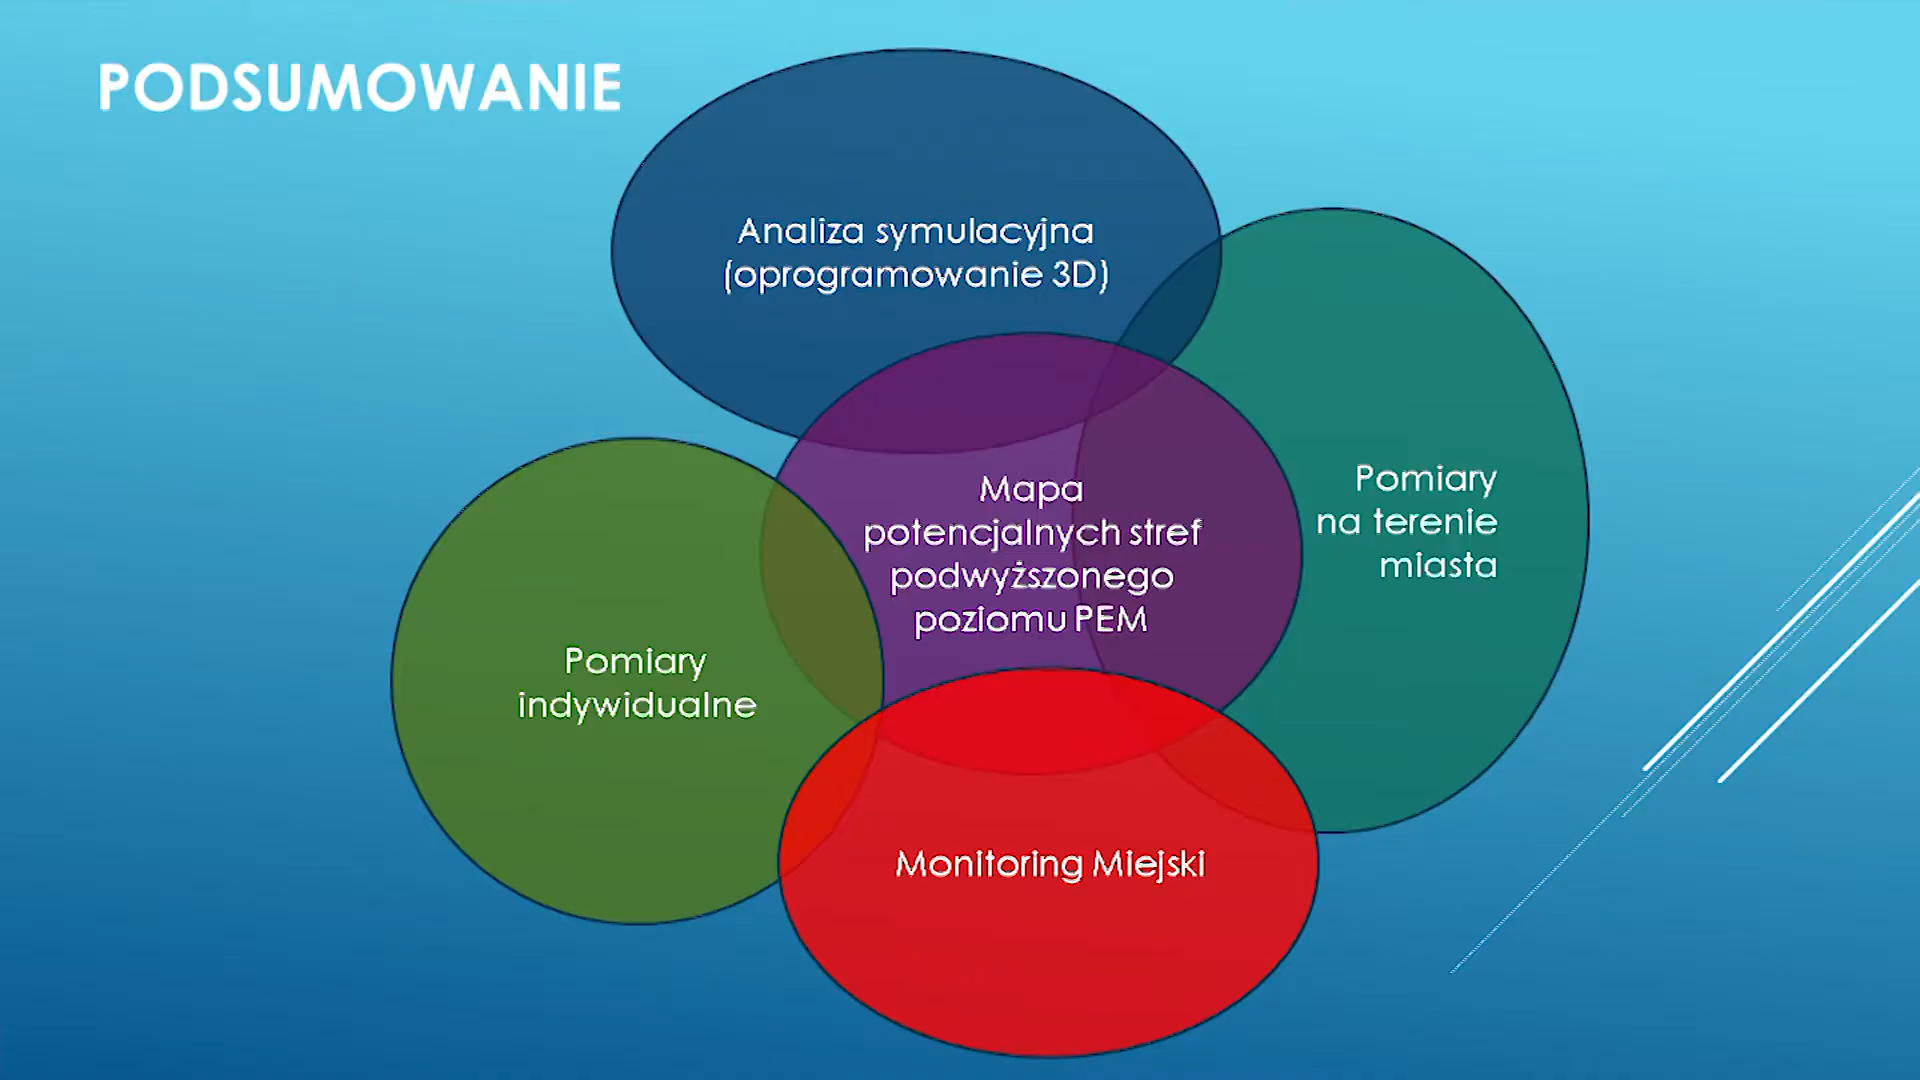 PODSUMOWANIE
Analiza symulacyjna
(oprogramowanie 3D)
Mapa
potencjalnych stref
podwyższonego
poziomu PEM
Pomiary
na terenie
miasta
Pomiary
indywidualne
Monitoring Miejski